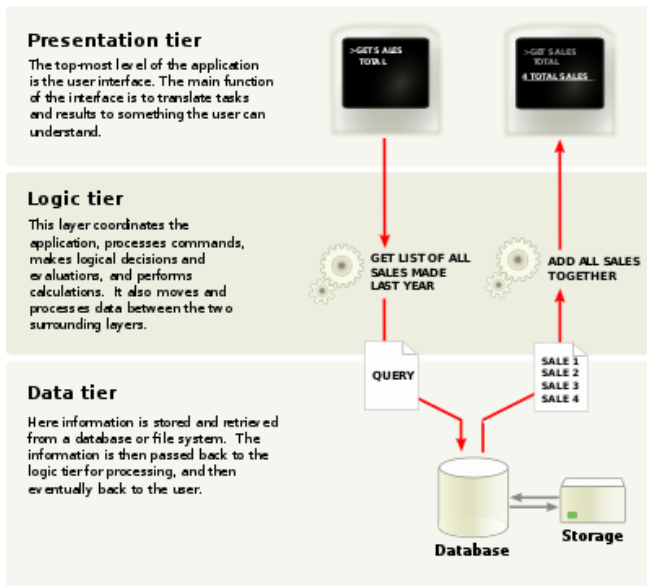 Presentation tier
The top-most level of the application
is the user interface. The main function
of the interface is to translate tasks
and results to something the user can
understand.
>GET SALES
TOTAL
>GET SALES
TOTAL
4 TOTAL SALES
Logic tier
This layer coordinates the
application, processes commands,
makes logical decisions and
evaluations, and performs
calculations. It also moves and
processes data between the two
surrounding layers.
GET LIST OF ALL
SALES MADE
LAST YEAR
ADD ALL SALES
TOGETHER
QUERY
SALE 1
SALE 2
SALE 3
SALE 4
Data tier
Here information is stored and retrieved
from a database or file system. The
information is then passed back to the
logic tier for processing, and then
eventually back to the user.
Database
Storage